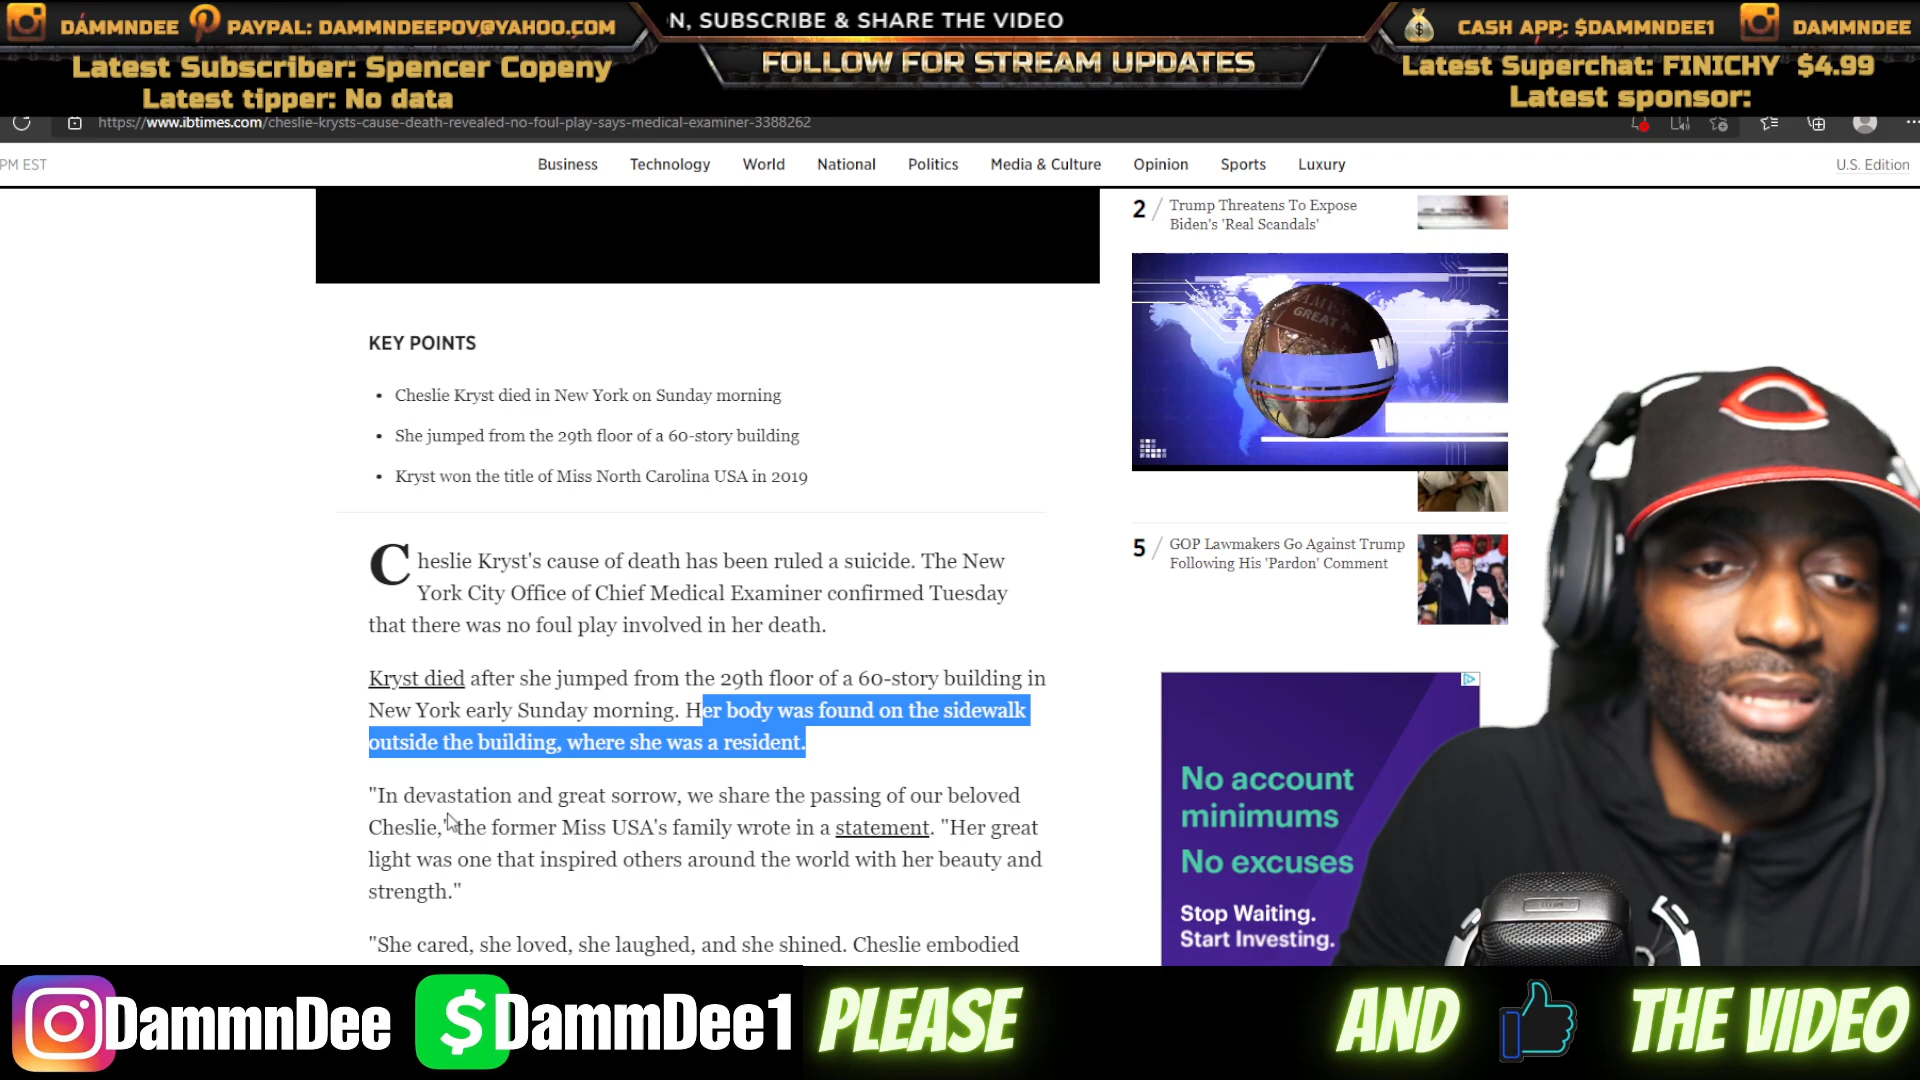 DAMMNDEE
PAYPAL: DAMMNDEEPOV@YAHOO.COM
N, SUBSCRIBE & SHARE THE VIDEO
CASH APP: $DAMMNDEE1
DAMMNDEE
Latest Subscriber: Spencer Copeny
FOLLOW FOR STREAM UPDATES
Latest Superchat: FINICHY $4.99
Latest tipper: No data
Latest sponsor:
https://www.ibtimes.com/cheslie-krysts-cause-death-revealed-no-foul-play-says-medical-examiner-3388262
PM EST
Business Technology World National Politics Media & Culture Opinion Sports Luxury
U.S. Edition
2 / Trump Threatens To Expose
Biden's 'Real Scandals'
GREAT A
W
KEY POINTS
• Cheslie Kryst died in New York on Sunday morning
• She jumped from the 29th floor of a 60-story building
• Kryst won the title of Miss North Carolina USA in 2019
5 / GOP Lawmakers Go Against Trump
Following His 'Pardon' Comment
Cheslie Kryst's cause of death has been ruled a suicide. The New
York City Office of Chief Medical Examiner confirmed Tuesday
that there was no foul play involved in her death.
Kryst died after she jumped from the 29th floor of a 60-story building in
New York early Sunday morning. Her body was found on the sidewalk
outside the building, where she was a resident.
"In devastation and great sorrow, we share the passing of our beloved
Cheslie," the former Miss USA's family wrote in a statement. "Her great
light was one that inspired others around the world with her beauty and
strength."
"She cared, she loved, she laughed, and she shined. Cheslie embodied
No account
minimums
No excuses
Stop Waiting.
Start Investing.
DammnDee
$DammDee1
PLEASE
AND
THE VIDEO